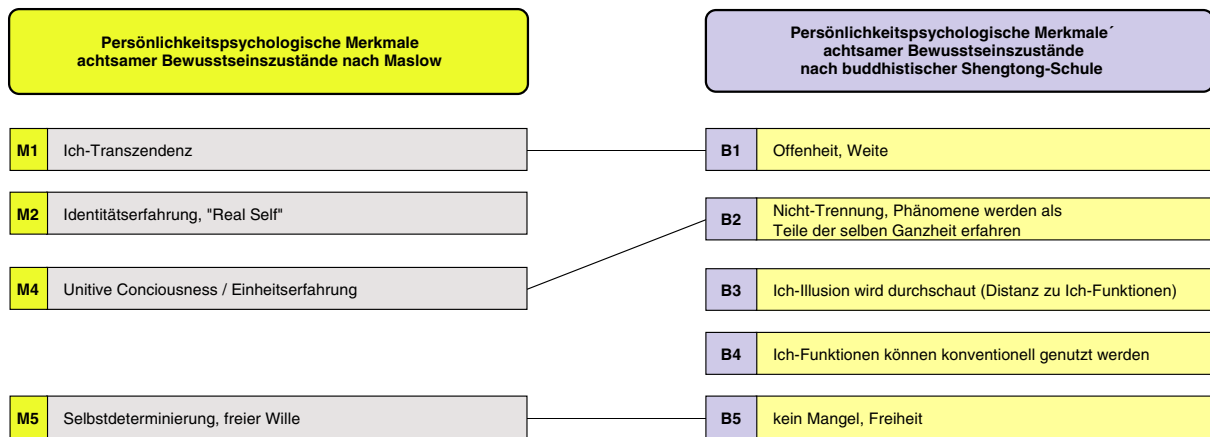 Persönlichkeitspsychologische Merkmale
achtsamer Bewusstseinszustände nach Maslow
Persönlichkeitspsychologische Merkmale´
achtsamer Bewusstseinszustände
nach buddhistischer Shengtong-Schule
M1 Ich-Transzendenz
B1 Offenheit, Weite
M2 Identitätserfahrung, "Real Self"
B2 Nicht-Trennung, Phänomene werden als
Teile der selben Ganzheit erfahren
M4 Unitive Conciousness / Einheitserfahrung
B3 Ich-Illusion wird durchschaut (Distanz zu Ich-Funktionen)
B4 Ich-Funktionen können konventionell genutzt werden
M5 Selbstdeterminierung, freier Wille
B5 kein Mangel, Freiheit